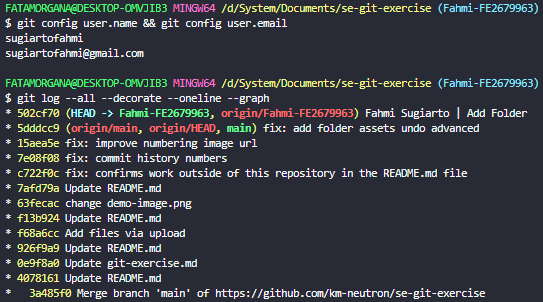 FATAMORGANA@DESKTOP-OMVJIB3 MINGW64 /d/System/Documents/se-git-exercise (Fahmi-FE2679963)
$ git config user.name && git config user.email
sugiartofahmi
sugiartofahmi@gmail.com

FATAMORGANA@DESKTOP-OMVJIB3 MINGW64 /d/System/Documents/se-git-exercise (Fahmi-FE2679963)
$ git log --all --decorate --oneline --graph
* 502cf70 (HEAD -> Fahmi-FE2679963, origin/Fahmi-FE2679963) Fahmi Sugiarto | Add Folder
* 5dddcc9 (origin/main, origin/HEAD, main) fix: add folder assets undo advanced
* 15aea5e fix: improve numbering image url
* 7e08f08 fix: commit history numbers
* c722f0c fix: confirms work outside of this repository in the README.md file
* 7afd79a Update README.md
* 63fecac change demo-image.png
* f13b924 Update README.md
* f68a6cc Add files via upload
* 926f9a9 Update README.md
* 0e9f8a0 Update git-exercise.md
* 4078161 Update README.md
*   3a485f0 Merge branch 'main' of https://github.com/km-neutron/se-git-exercise